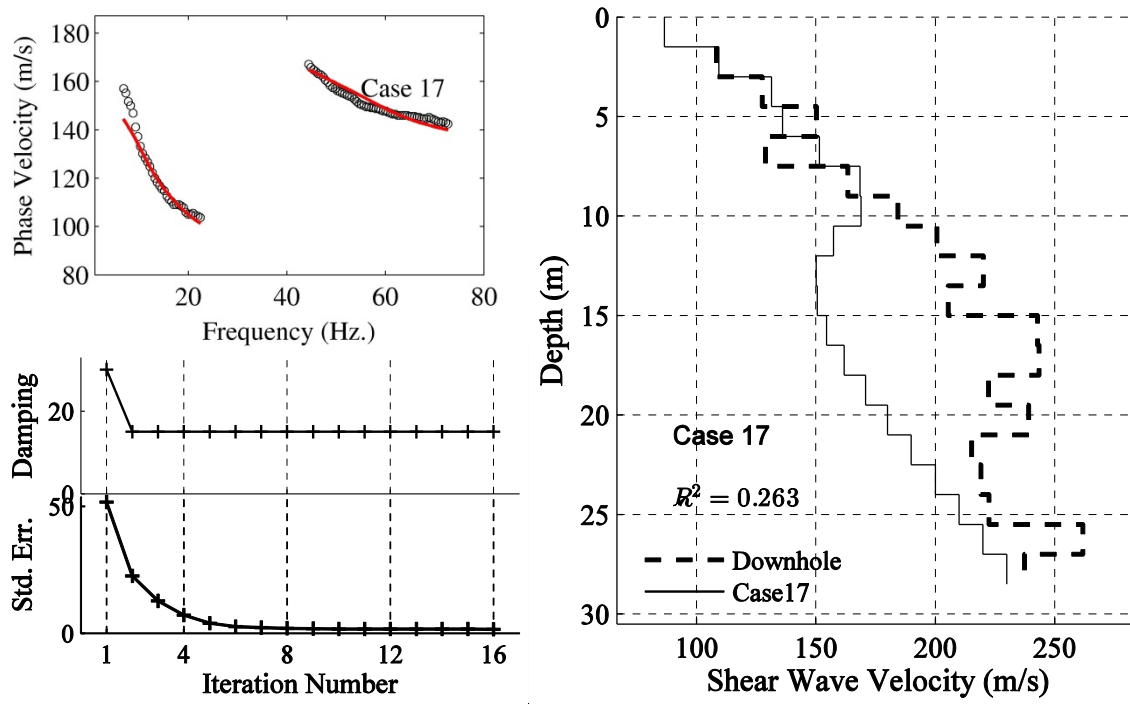 180
160
140
120
100
80
Phase Velocity (m/s)
Case 17
20
40
60
80
Frequency (Hz.)
Damping
20
0
Std. Err.
50
0
1
4
8
12
16
Iteration Number
0
5
10
15
20
25
30
Depth (m)
Case 17
R² = 0.263
Downhole
Case17
100
150
200
250
Shear Wave Velocity (m/s)